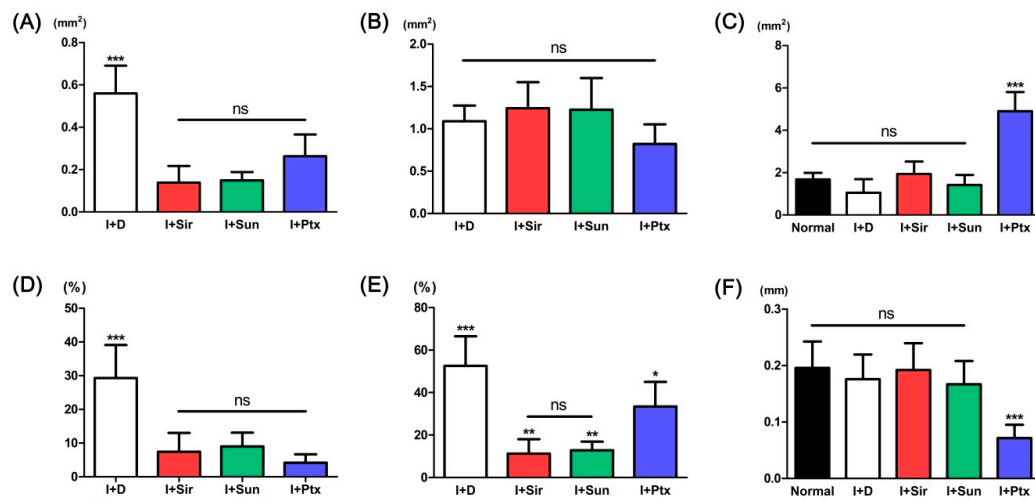 (A)
(mm²)
0.8
0.6
0.4
0.2
0.0
***
ns
I+D I+Sir I+Sun I+Ptx
(B)
(mm²)
2.0
1.5
1.0
0.5
0.0
ns
I+D I+Sir I+Sun I+Ptx
(C)
(mm²)
8
6
4
2
0
ns
***
Normal I+D I+Sir I+Sun I+Ptx
(D)
(%)
50
40
30
20
10
0
***
ns
I+D I+Sir I+Sun I+Ptx
(E)
(%)
80
60
40
20
0
***
ns
** ** *
I+D I+Sir I+Sun I+Ptx
(F)
(mm)
0.3
0.2
0.1
0.0
ns
***
Normal I+D I+Sir I+Sun I+Ptx